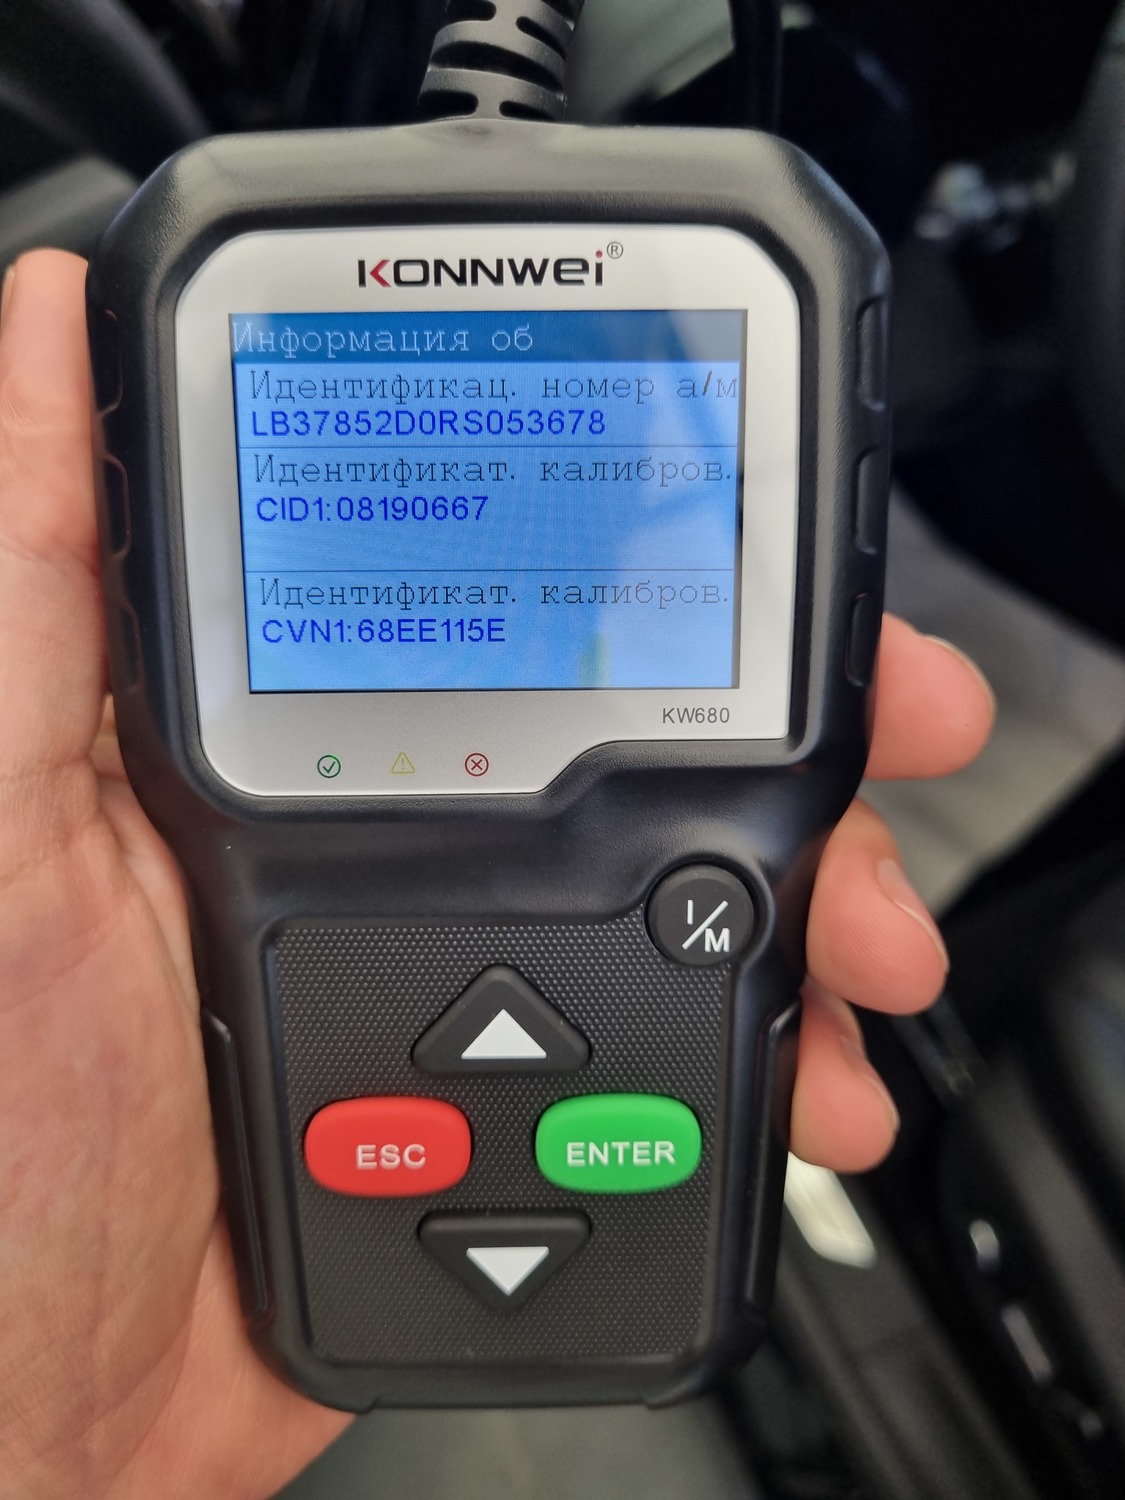 KONNWEI®
Информация об
Идентификац. номер а/м
LB37852D0RS053678
Идентификат. калибров.
CID1:08190667
Идентификат. калибров.
CVN1:68EE115E
KW680
I/M
ESC
ENTER